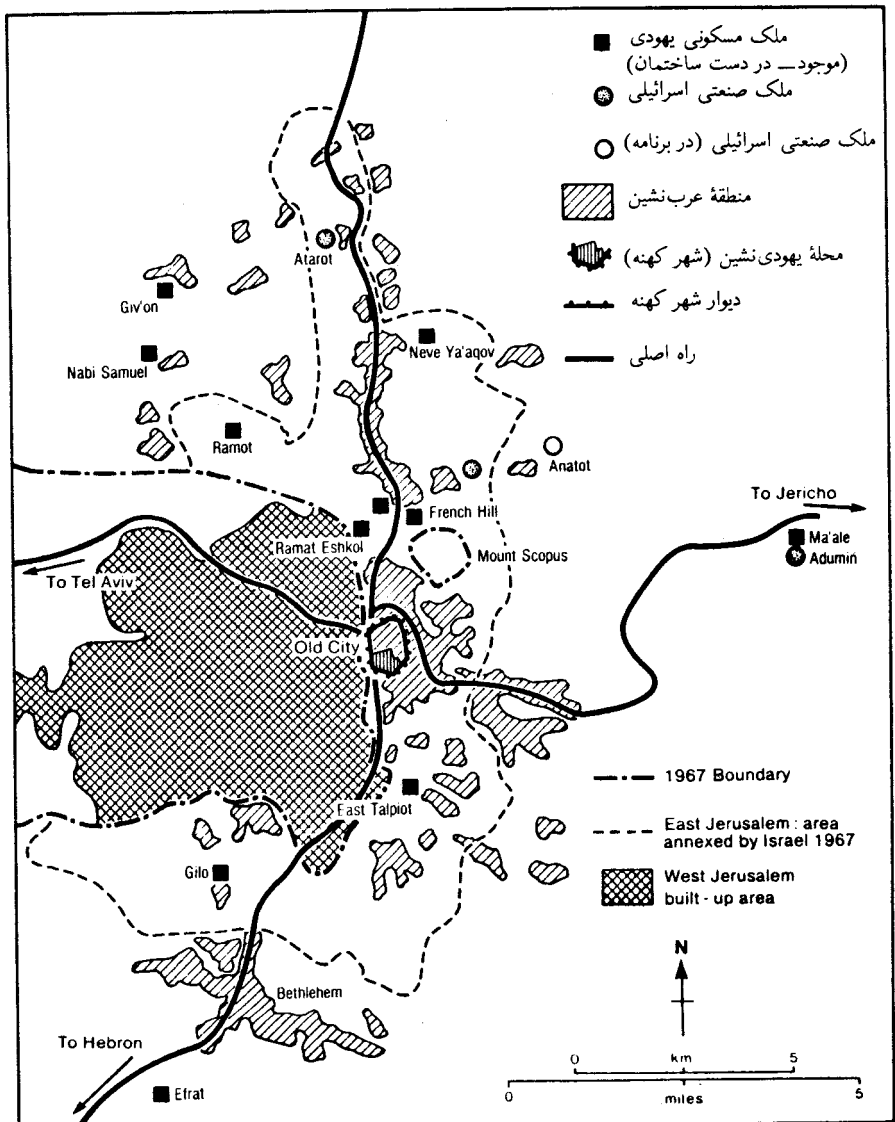 ملک مسکونی یهودی
(موجود— در دست ساختمان)
ملک صنعتی اسرائیلی
ملک صنعتی اسرائیلی (در برنامه)
منطقهٔ عرب‌نشین
محلهٔ یهودی‌نشین (شهر کهنه)
دیوار شهر کهنه
راه اصلی
Atarot
Giv'on
Neve Ya'aqov
Nabi Samuel
Ramot
Anatot
To Jericho
French Hill
Ramat Eshkol
Ma'ale
Adumin
Mount Scopus
To Tel Aviv
Old City
1967 Boundary
East Talpiot
East Jerusalem : area
annexed by Israel 1967
Gilo
West Jerusalem
built - up area
N
Bethlehem
To Hebron
0 km 5
Efrat
0 miles 5